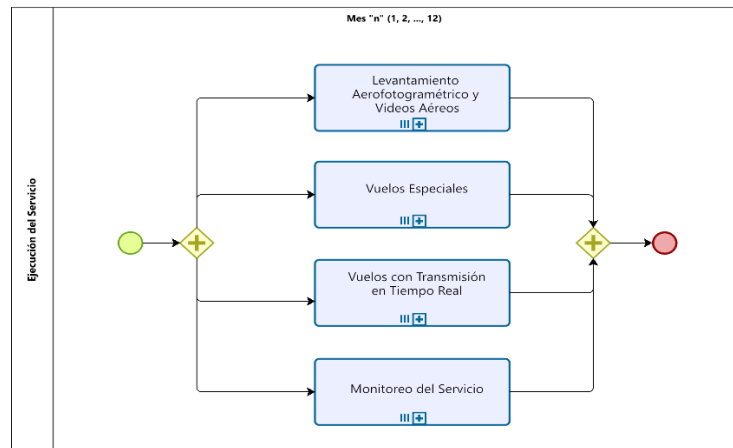 Mes "n" (1, 2, ..., 12)
Ejecución del Servicio
Levantamiento
Aerofotogramétrico y
Videos Aéreos
Vuelos Especiales
Vuelos con Transmisión
en Tiempo Real
Monitoreo del Servicio